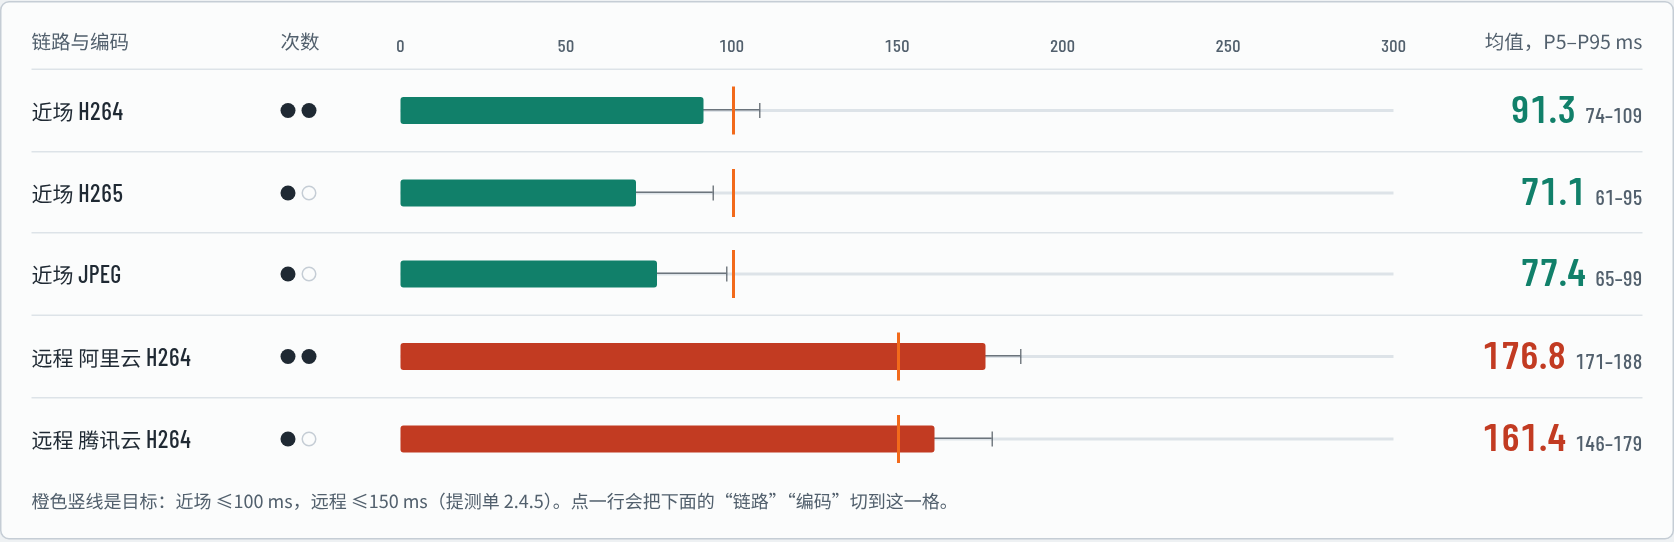 链路与编码 次数 0 50 100 150 200 250 300 均值，P5–P95 ms
近场 H264 91.3 74–109
近场 H265 71.1 61–95
近场 JPEG 77.4 65–99
远程 阿里云 H264 176.8 171–188
远程 腾讯云 H264 161.4 146–179
橙色竖线是目标：近场 ≤100 ms，远程 ≤150 ms（提测单 2.4.5）。点一行会把下面的“链路”“编码”切到这一格。